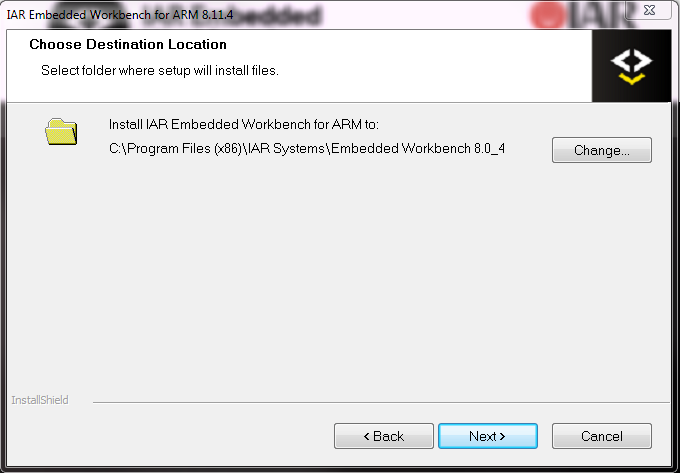 IAR Embedded Workbench for ARM 8.11.4
Embedded
IAR
Choose Destination Location
Select folder where setup will install files.
Install IAR Embedded Workbench for ARM to:
C:\Program Files (x86)\IAR Systems\Embedded Workbench 8.0_4
Change...
InstallShield
< Back
Next >
Cancel